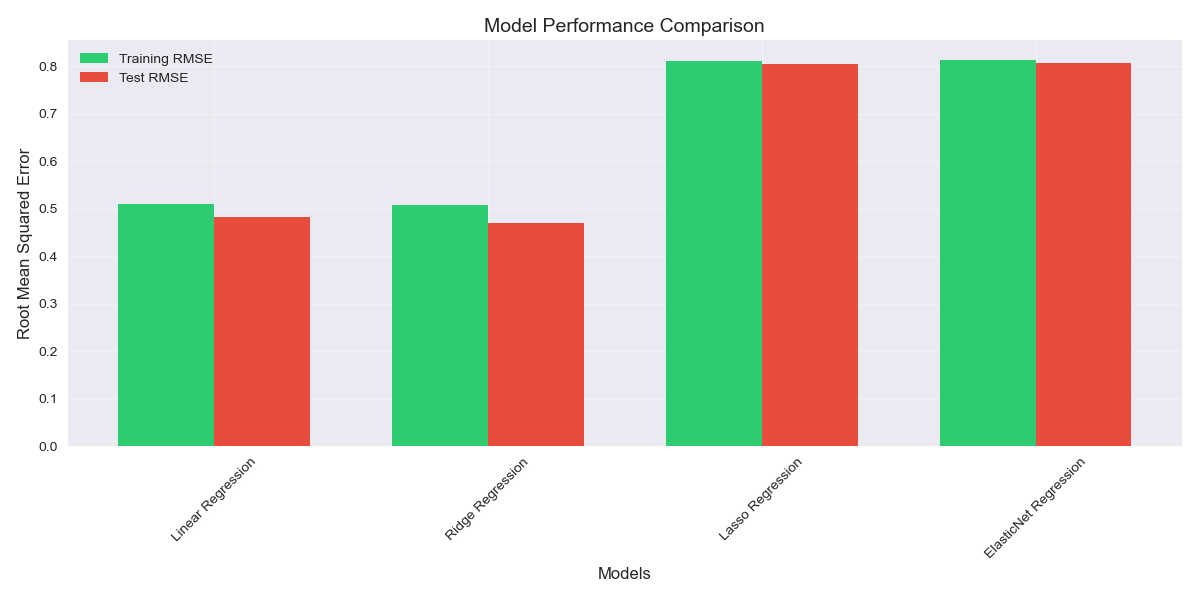 Model Performance Comparison
Training RMSE
Test RMSE
Root Mean Squared Error
0.8
0.7
0.6
0.5
0.4
0.3
0.2
0.1
0.0
Linear Regression
Ridge Regression
Lasso Regression
ElasticNet Regression
Models